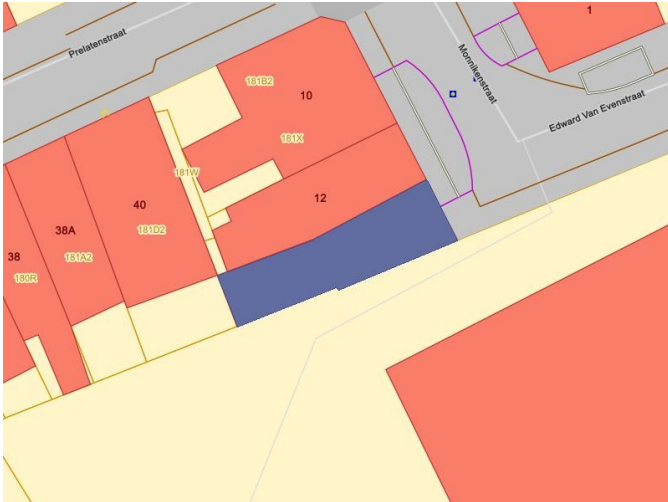 1
Prelatenstraat
Monnikenstraat
181B2
10
Edward Van Evenstraat
181X
181W
12
40
38A
181D2
38
181A2
180R